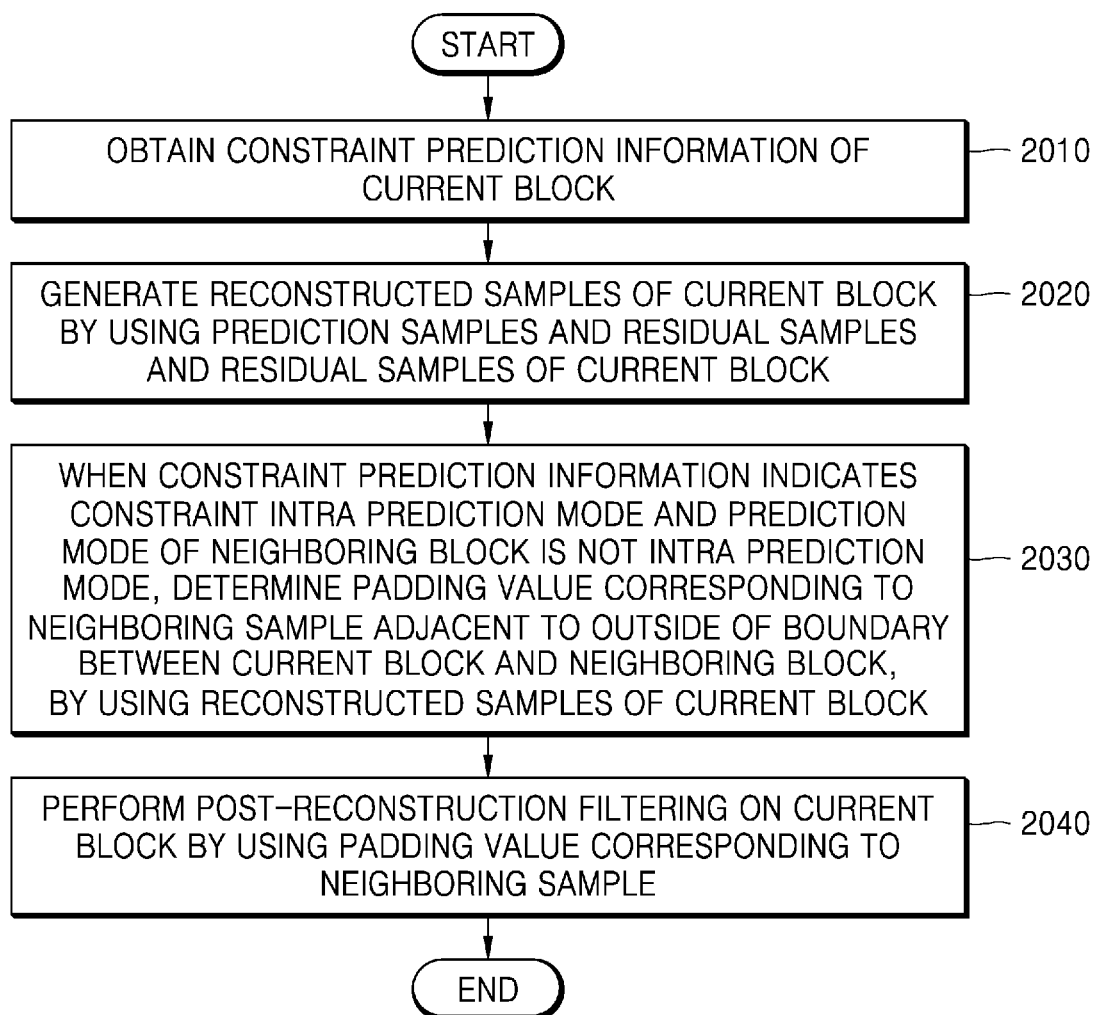 START
OBTAIN CONSTRAINT PREDICTION INFORMATION OF
CURRENT BLOCK
2010
GENERATE RECONSTRUCTED SAMPLES OF CURRENT BLOCK
BY USING PREDICTION SAMPLES AND RESIDUAL SAMPLES
AND RESIDUAL SAMPLES OF CURRENT BLOCK
2020
WHEN CONSTRAINT PREDICTION INFORMATION INDICATES
CONSTRAINT INTRA PREDICTION MODE AND PREDICTION
MODE OF NEIGHBORING BLOCK IS NOT INTRA PREDICTION
MODE, DETERMINE PADDING VALUE CORRESPONDING TO
NEIGHBORING SAMPLE ADJACENT TO OUTSIDE OF BOUNDARY
BETWEEN CURRENT BLOCK AND NEIGHBORING BLOCK,
BY USING RECONSTRUCTED SAMPLES OF CURRENT BLOCK
2030
PERFORM POST-RECONSTRUCTION FILTERING ON CURRENT
BLOCK BY USING PADDING VALUE CORRESPONDING TO
NEIGHBORING SAMPLE
2040
END